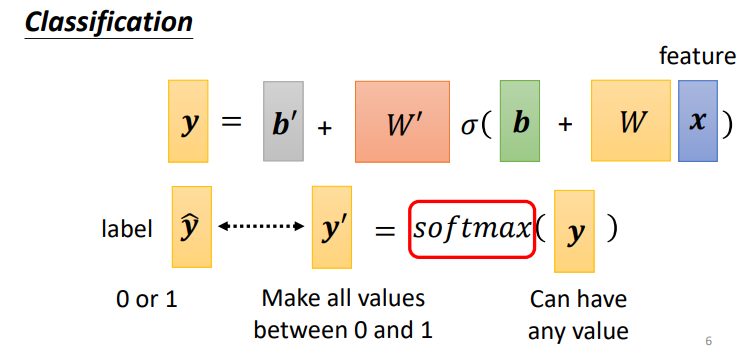 Classification
feature
y = b′ + W′ σ( b + W x )
label ŷ y′ = softmax( y )
0 or 1 Make all values Can have
between 0 and 1 any value
6